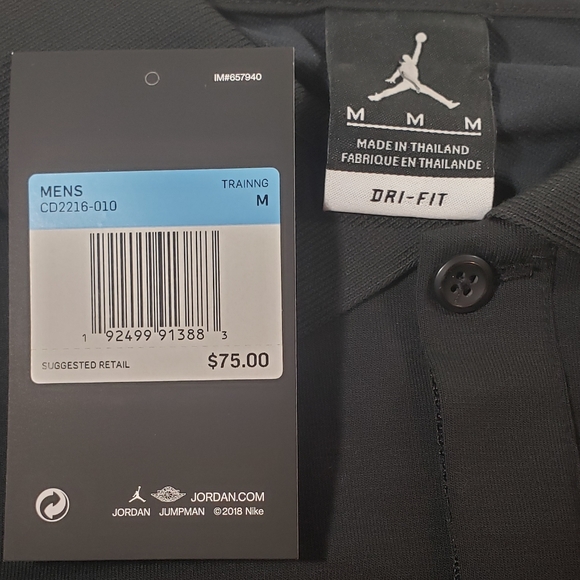 IM#657940
MENS TRAINNG
CD2216-010 M
1 92499 91388 3
SUGGESTED RETAIL $75.00
JORDAN.COM
JORDAN JUMPMAN ©2018 Nike
M M M
MADE IN THAILAND
FABRIQUE EN THAILANDE
DRI-FIT